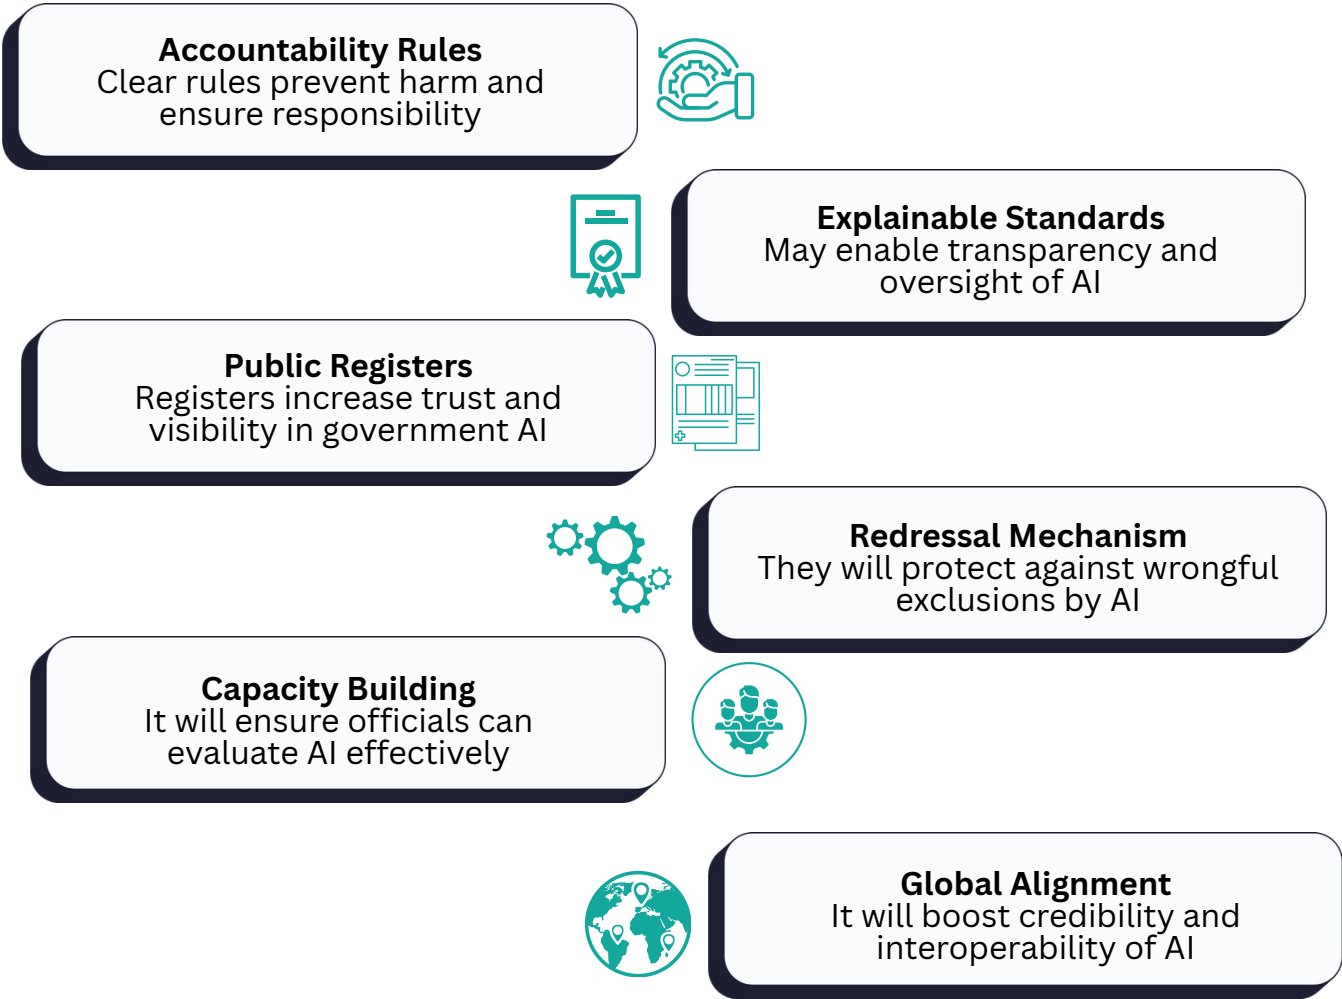 Accountability Rules
Clear rules prevent harm and
ensure responsibility
Explainable Standards
May enable transparency and
oversight of AI
Public Registers
Registers increase trust and
visibility in government AI
Redressal Mechanism
They will protect against wrongful
exclusions by AI
Capacity Building
It will ensure officials can
evaluate AI effectively
Global Alignment
It will boost credibility and
interoperability of AI